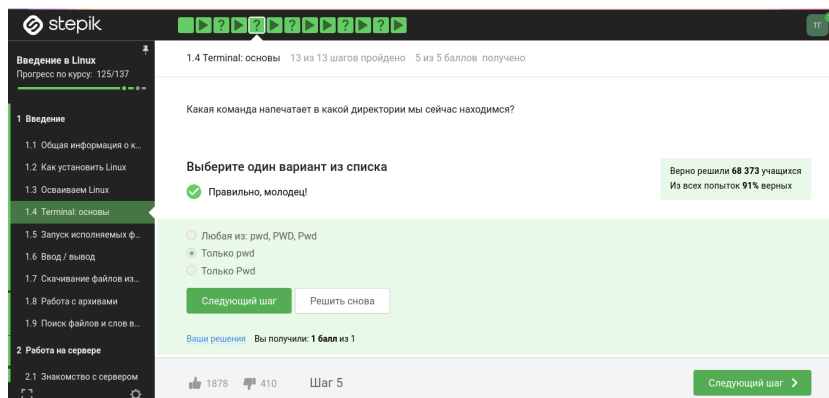 stepik
ТГ
Введение в Linux
Прогресс по курсу: 125/137
1 Введение
1.1 Общая информация о к...
1.2 Как установить Linux
1.3 Осваиваем Linux
1.4 Terminal: основы
1.5 Запуск исполняемых ф...
1.6 Ввод / вывод
1.7 Скачивание файлов из...
1.8 Работа с архивами
1.9 Поиск файлов и слов в...
2 Работа на сервере
2.1 Знакомство с сервером
1.4 Terminal: основы 13 из 13 шагов пройдено 5 из 5 баллов получено
Какая команда напечатает в какой директории мы сейчас находимся?
Выберите один вариант из списка
Правильно, молодец!
Верно решили 68 373 учащихся
Из всех попыток 91% верных
Любая из: pwd, PWD, Pwd
Только pwd
Только Pwd
Следующий шаг
Решить снова
Ваши решения Вы получили: 1 балл из 1
1878 410 Шаг 5
Следующий шаг